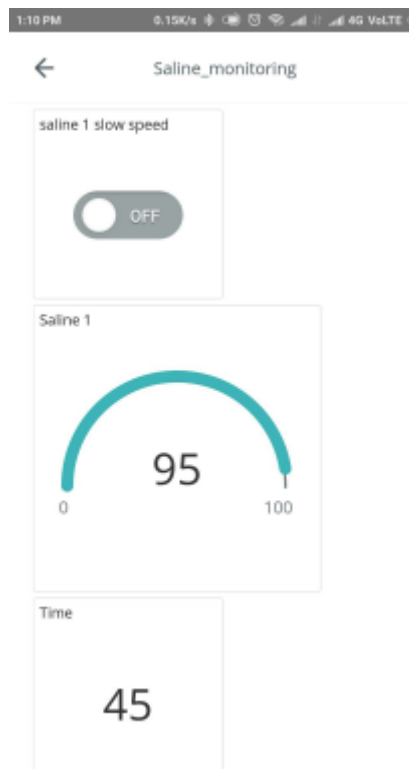 1:10 PM 0.15K/s 4G VoLTE
Saline_monitoring
saline 1 slow speed
OFF
Saline 1
95
0 100
Time
45